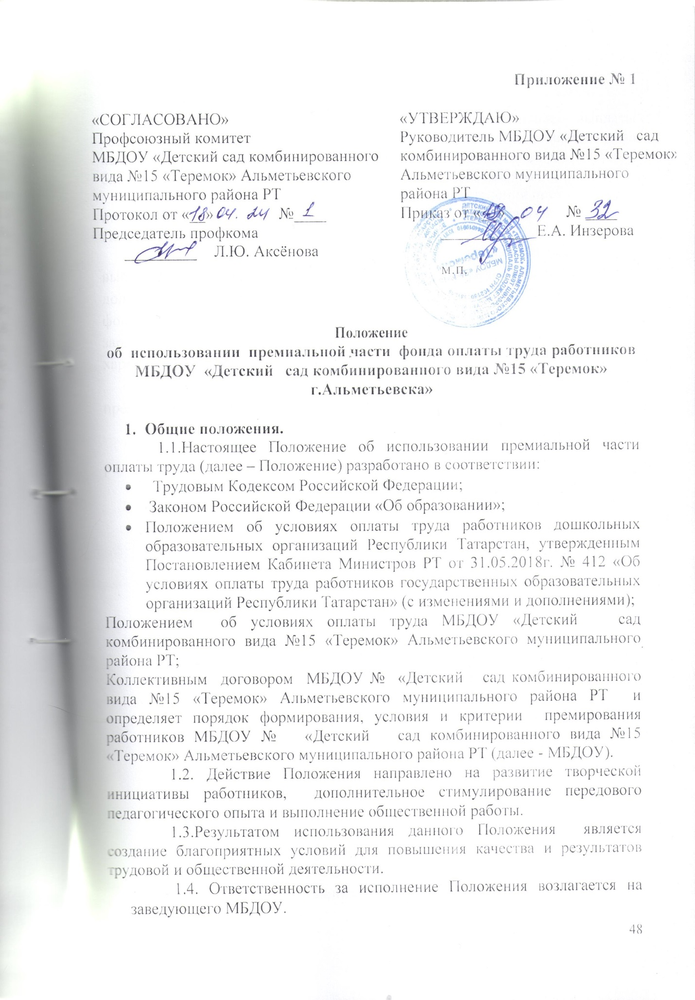 Приложение № 1
«СОГЛАСОВАНО»
Профсоюзный комитет
МБДОУ «Детский сад комбинированного
вида №15 «Теремок» Альметьевского
муниципального района РТ
Протокол от «18» 04. 24 № 1
Председатель профкома
Л.Ю. Аксёнова
«УТВЕРЖДАЮ»
Руководитель МБДОУ «Детский сад
комбинированного вида №15 «Теремок»
Альметьевского муниципального
района РТ
Приказ от «18» 04 № 32
Е.А. Инзерова
м.п.
Положение
об использовании премиальной части фонда оплаты труда работников
МБДОУ «Детский сад комбинированного вида №15 «Теремок»
г.Альметьевска»
1. Общие положения.
1.1.Настоящее Положение об использовании премиальной части
оплаты труда (далее – Положение) разработано в соответствии:
• Трудовым Кодексом Российской Федерации;
• Законом Российской Федерации «Об образовании»;
• Положением об условиях оплаты труда работников дошкольных
образовательных организаций Республики Татарстан, утвержденным
Постановлением Кабинета Министров РТ от 31.05.2018г. № 412 «Об
условиях оплаты труда работников государственных образовательных
организаций Республики Татарстан» (с изменениями и дополнениями);
Положением об условиях оплаты труда МБДОУ «Детский сад
комбинированного вида №15 «Теремок» Альметьевского муниципального
района РТ;
Коллективным договором МБДОУ № «Детский сад комбинированного
вида №15 «Теремок» Альметьевского муниципального района РТ и
определяет порядок формирования, условия и критерии премирования
работников МБДОУ № «Детский сад комбинированного вида №15
«Теремок» Альметьевского муниципального района РТ (далее - МБДОУ).
1.2. Действие Положения направлено на развитие творческой
инициативы работников, дополнительное стимулирование передового
педагогического опыта и выполнение общественной работы.
1.3.Результатом использования данного Положения является
создание благоприятных условий для повышения качества и результатов
трудовой и общественной деятельности.
1.4. Ответственность за исполнение Положения возлагается на
заведующего МБДОУ.
48